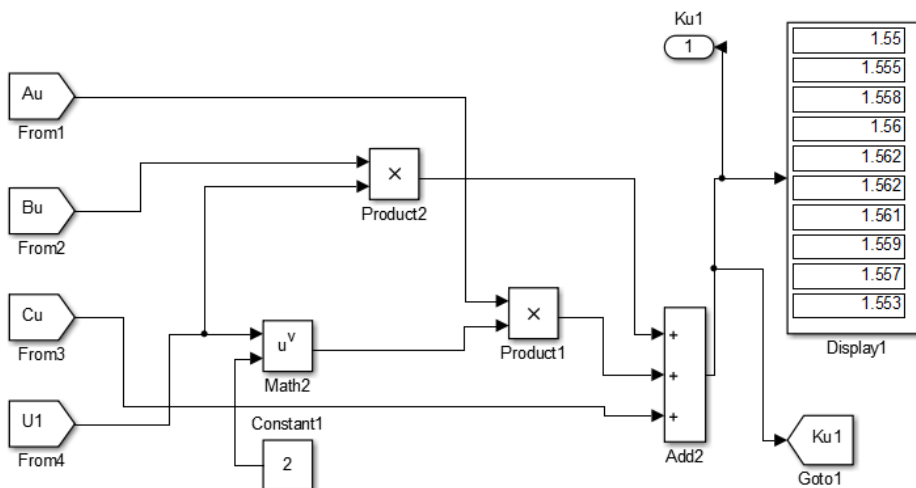 Ku1
1
1.55
1.555
1.558
1.56
1.562
1.562
1.561
1.559
1.557
1.553
Display1
Au
From1
×
Product2
Bu
From2
Cu
From3
u^v
Math2
×
Product1
U1
From4
Constant1
2
+
+
+
Add2
Ku1
Goto1